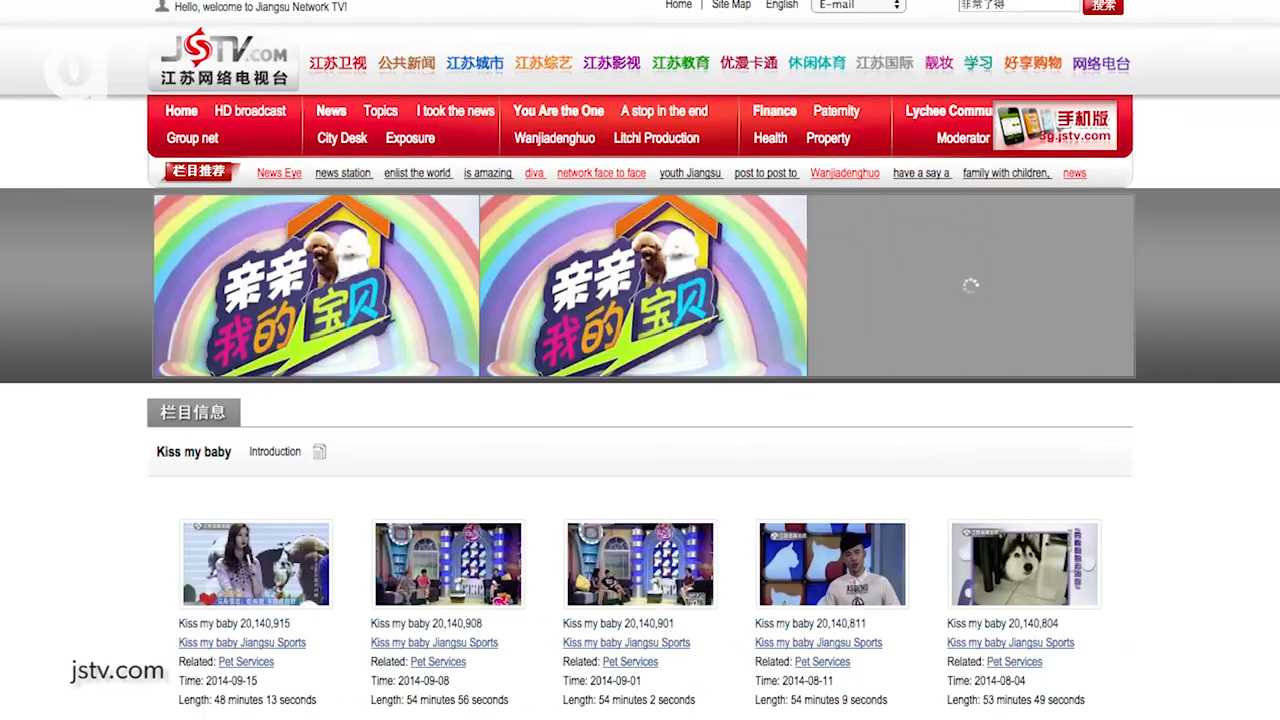 Hello, welcome to Jiangsu Network TV!
Home | Site Map English E-mail 非常了得 搜索
JSTV.COM
江苏网络电视台
江苏卫视 公共新闻 江苏城市 江苏综艺 江苏影视 江苏教育 优漫卡通 休闲体育 江苏国际 靓妆 学习 好享购物 网络电台
Home HD broadcast News Topics I took the news You Are the One A stop in the end Finance Paternity Lychee Commu
Group net City Desk Exposure Wanjiadenghuo Litchi Production Health Property Moderator
手机版
3g.jstv.com
栏目推荐 News Eye news station enlist the world is amazing diva network face to face youth Jiangsu post to post to Wanjiadenghuo have a say a family with children, news
亲亲我的宝贝
亲亲我的宝贝
栏目信息
Kiss my baby Introduction
ASCEND
Kiss my baby 20,140,915
Kiss my baby Jiangsu Sports
Related: Pet Services
Time: 2014-09-15
Length: 48 minutes 13 seconds
Kiss my baby 20,140,908
Kiss my baby Jiangsu Sports
Related: Pet Services
Time: 2014-09-08
Length: 54 minutes 56 seconds
Kiss my baby 20,140,901
Kiss my baby Jiangsu Sports
Related: Pet Services
Time: 2014-09-01
Length: 54 minutes 2 seconds
Kiss my baby 20,140,811
Kiss my baby Jiangsu Sports
Related: Pet Services
Time: 2014-08-11
Length: 54 minutes 9 seconds
Kiss my baby 20,140,804
Kiss my baby Jiangsu Sports
Related: Pet Services
Time: 2014-08-04
Length: 53 minutes 49 seconds
jstv.com